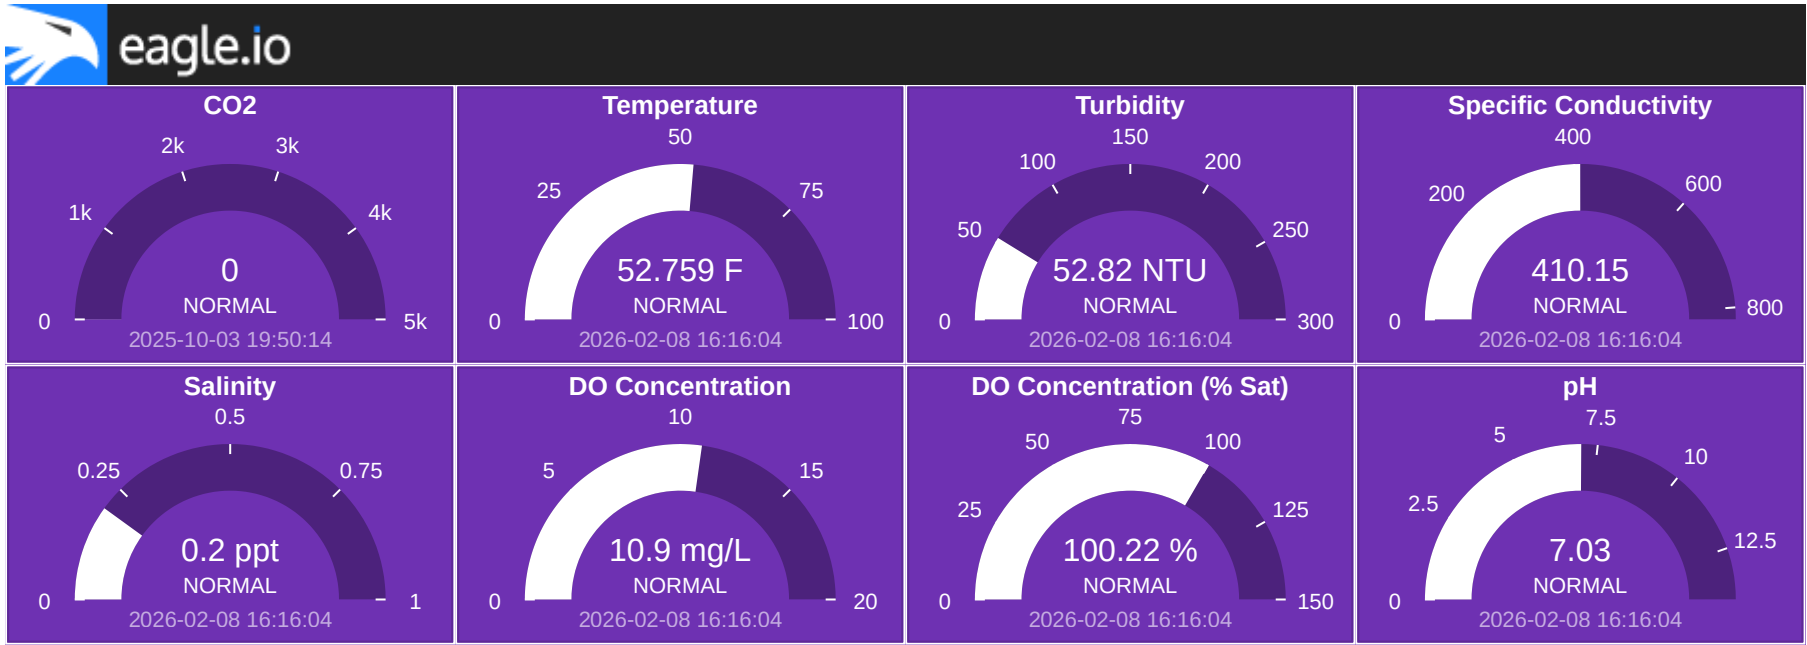 eagle.io
CO2
0
1k
2k
3k
4k
5k
0
NORMAL
2025-10-03 19:50:14
Temperature
0
25
50
75
100
52.759 F
NORMAL
2026-02-08 16:16:04
Turbidity
0
50
100
150
200
250
300
52.82 NTU
NORMAL
2026-02-08 16:16:04
Specific Conductivity
0
200
400
600
800
410.15
NORMAL
2026-02-08 16:16:04
Salinity
0
0.25
0.5
0.75
1
0.2 ppt
NORMAL
2026-02-08 16:16:04
DO Concentration
0
5
10
15
20
10.9 mg/L
NORMAL
2026-02-08 16:16:04
DO Concentration (% Sat)
0
25
50
75
100
125
150
100.22 %
NORMAL
2026-02-08 16:16:04
pH
0
2.5
5
7.5
10
12.5
7.03
NORMAL
2026-02-08 16:16:04